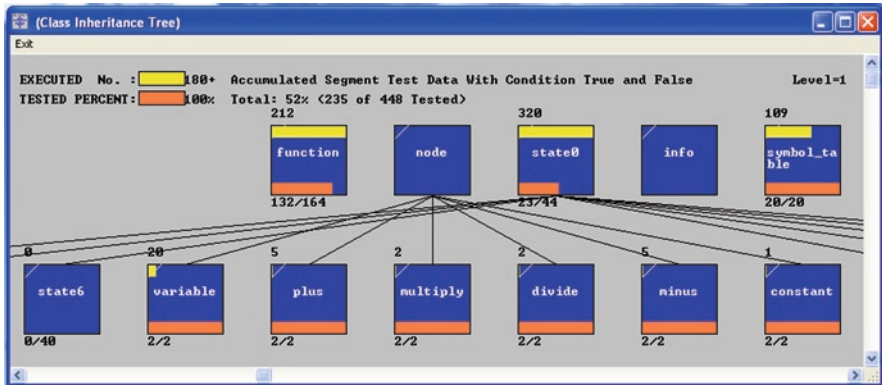 (Class Inheritance Tree)
Exit
EXECUTED No. : 180+ Accumulated Segment Test Data With Condition True and False Level=1
TESTED PERCENT: 100% Total: 52% (235 of 448 Tested)
212 320 109
function node state0 info symbol_ta
ble
132/164 23/44 20/20
0 20 5 2 2 5 1
state6 variable plus multiply divide minus constant
0/40 2/2 2/2 2/2 2/2 2/2 2/2